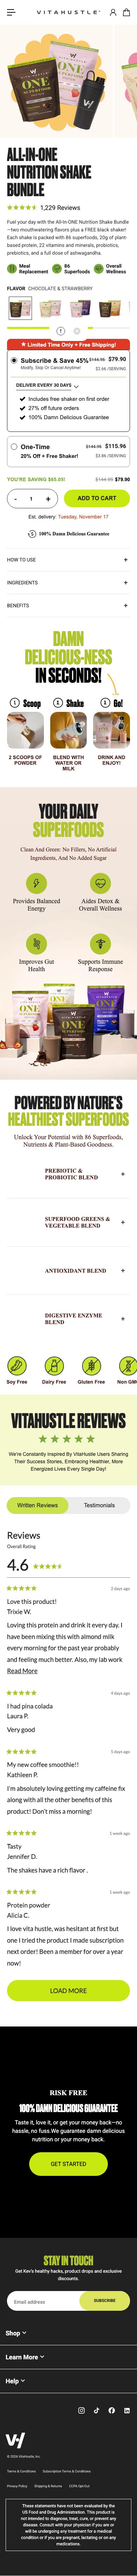 VITAHUSTLE
ALL-IN-ONE
NUTRITION SHAKE
BUNDLE
1,229 Reviews
Fuel your day with the All-In-ONE Nutrition Shake Bundle
—two mouthwatering flavors plus a FREE black shaker!
Each shake is packed with 86 superfoods, 20g of plant
based protein, 22 vitamins and minerals, probiotics,
prebiotics, and a full dose of ashwagandha.
Meal
Replacement
86
Superfoods
Overall
Wellness
FLAVOR CHOCOLATE & STRAWBERRY
★ Limited Time Only + Free Shipping!
Subscribe & Save 45%
$144.95 $79.90
Modify, Skip Or Cancel Anytime!
$2.66 /SERVING
DELIVER EVERY 30 DAYS
Includes free shaker on first order
27% off future orders
100% Damn Delicious Guarantee
One-Time
$144.95 $115.96
20% Off + Free Shaker!
$3.86 /SERVING
YOU'RE SAVING $65.05!
$144.95 $79.90
- 1 +
ADD TO CART
Est. delivery: Tuesday, November 17
100% Damn Delicious Guarantee
HOW TO USE +
INGREDIENTS +
BENEFITS +
DAMN
DELICIOUS-NESS
IN SECONDS!
1 Scoop
2 SCOOPS OF
POWDER
Shake
BLEND WITH
WATER OR
MILK
Go!
DRINK AND
ENJOY!
YOUR DAILY
SUPERFOODS
Clean And Green: No Fillers, No Artificial
Ingredients, And No Added Sugar
Provides Balanced
Energy
Aides Detox &
Overall Wellness
Improves Gut
Health
Supports Immune
Response
ONE
SUPERFOOD
ONE
SUPERFOOD
ONE
POWERED BY NATURE'S
HEALTHIEST SUPERFOODS
Unlock Your Potential with 86 Superfoods,
Nutrients & Plant-Based Goodness.
PREBIOTIC &
PROBIOTIC BLEND +
SUPERFOOD GREENS &
VEGETABLE BLEND +
ANTIOXIDANT BLEND +
DIGESTIVE ENZYME
BLEND +
Soy Free
Dairy Free
Gluten Free
Non GMO
VITAHUSTLE REVIEWS
We're Constantly Inspired By VitaHustle Users Sharing
Their Success Stories, Embracing Healthier, More
Energized Lives Every Single Day!
Written Reviews
Testimonials
Reviews
Overall Rating
4.6
2 days ago
Love this product!
Trixie W.
Loving this protein and drink it every day. I
have been mixing this with almond milk
every morning for the past year probably
and feeling much better. Also, my lab work
Read More
4 days ago
I had pina colada
Laura P.
Very good
5 days ago
My new coffee smoothie!!
Kathleen P.
I'm absolutely loving getting my caffeine fix
along with all the other benefits of this
product! Don't miss a morning!
1 week ago
Tasty
Jennifer D.
The shakes have a rich flavor .
1 week ago
Protein powder
Alicia C.
I love vita hustle, was hesitant at first but
one I tried the product I made subscription
next order! Been a member for over a year
now!
LOAD MORE
RISK FREE
100% DAMN DELICIOUS GUARANTEE
Taste it, love it, or get your money back—no
hassle, no fuss.We guarantee damn delicious
nutrition or your money back.
GET STARTED
STAY IN TOUCH
Get Kev's healthy hacks, product drops and exclusive
discounts.
Email address
SUBSCRIBE
Shop
Learn More
Help
© 2026 Vitahustle, Inc
Terms & Conditions
Subscription Terms & Conditions
Privacy Policy
Shipping & Returns
CCPA Opt-Out
These statements have not been evaluated by the
US Food and Drug Administration. This product is
not intended to diagnose, treat, cure, or prevent any
disease. Consult with your physician if you are or
will be undergoing any treatment for a medical
condition or if you are pregnant, lactating or on any
medications.